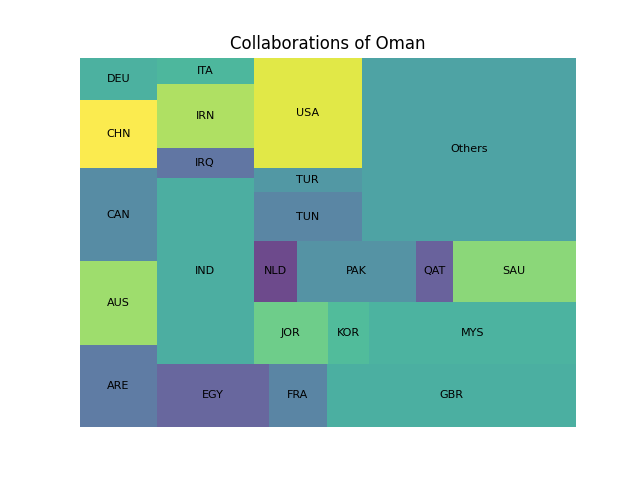 Collaborations of Oman
DEU
ITA
USA
Others
CHN
IRN
IRQ
TUR
CAN
TUN
IND
NLD
PAK
QAT
SAU
AUS
JOR
KOR
MYS
ARE
EGY
FRA
GBR